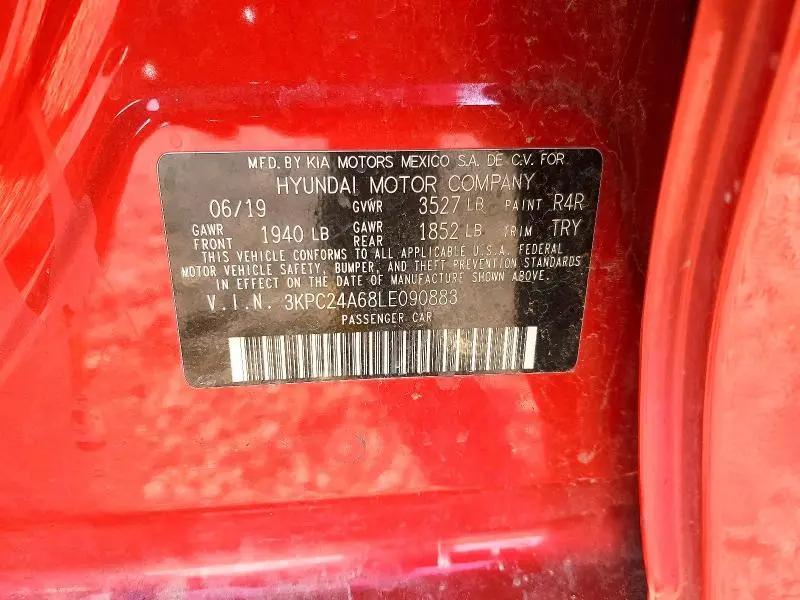 MFD. BY KIA MOTORS MEXICO S.A. DE C.V. FOR
HYUNDAI MOTOR COMPANY
06/19 GVWR 3527 LB PAINT R4R
GAWR FRONT 1940 LB GAWR REAR 1852 LB TRIM TRY
THIS VEHICLE CONFORMS TO ALL APPLICABLE U.S.A. FEDERAL
MOTOR VEHICLE SAFETY, BUMPER, AND THEFT PREVENTION STANDARDS
IN EFFECT ON THE DATE OF MANUFACTURE SHOWN ABOVE.
V.I.N. 3KPC24A68LE090883
PASSENGER CAR